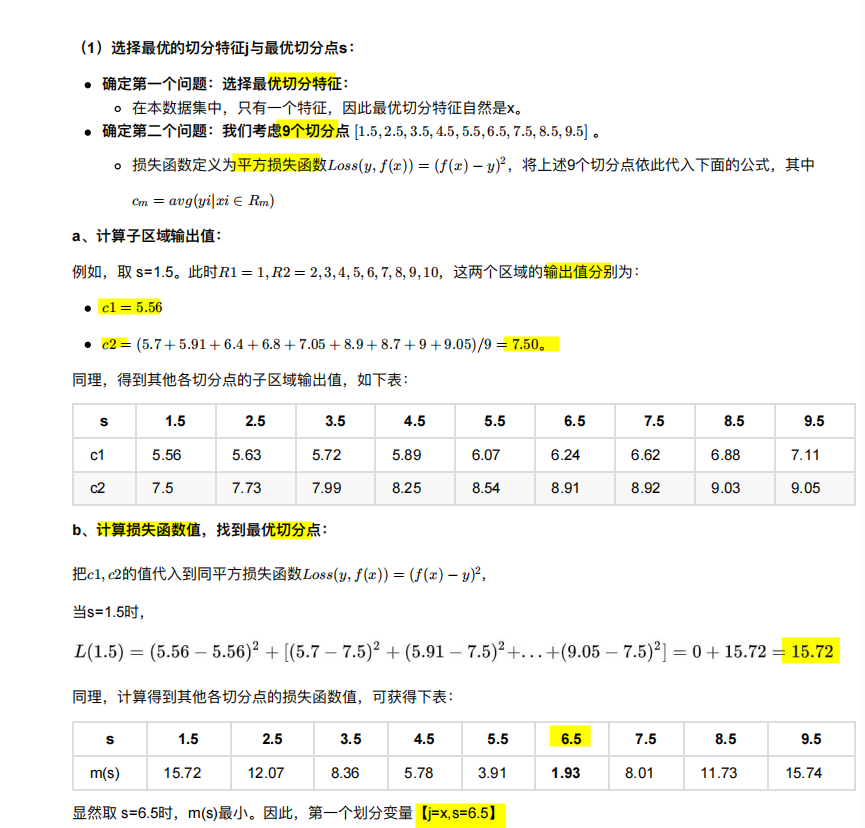 （1）选择最优的切分特征j与最优切分点s：
确定第一个问题：选择最优切分特征：
在本数据集中，只有一个特征，因此最优切分特征自然是x。
确定第二个问题：我们考虑9个切分点 [1.5, 2.5, 3.5, 4.5, 5.5, 6.5, 7.5, 8.5, 9.5] 。
损失函数定义为平方损失函数Loss(y, f(x)) = (f(x) − y)²，将上述9个切分点依此代入下面的公式，其中
cₘ = avg(yi|xi ∈ Rₘ)
a、计算子区域输出值：
例如，取 s=1.5。此时R1 = 1, R2 = 2, 3, 4, 5, 6, 7, 8, 9, 10，这两个区域的输出值分别为：
c1 = 5.56
c2 = (5.7 + 5.91 + 6.4 + 6.8 + 7.05 + 8.9 + 8.7 + 9 + 9.05)/9 = 7.50。
同理，得到其他各切分点的子区域输出值，如下表：
s 1.5 2.5 3.5 4.5 5.5 6.5 7.5 8.5 9.5
c1 5.56 5.63 5.72 5.89 6.07 6.24 6.62 6.88 7.11
c2 7.5 7.73 7.99 8.25 8.54 8.91 8.92 9.03 9.05
b、计算损失函数值，找到最优切分点：
把c1, c2的值代入到同平方损失函数Loss(y, f(x)) = (f(x) − y)²，
当s=1.5时，
L(1.5) = (5.56 − 5.56)² + [(5.7 − 7.5)² + (5.91 − 7.5)² +...+(9.05 − 7.5)²] = 0 + 15.72 = 15.72
同理，计算得到其他各切分点的损失函数值，可获得下表：
s 1.5 2.5 3.5 4.5 5.5 6.5 7.5 8.5 9.5
m(s) 15.72 12.07 8.36 5.78 3.91 1.93 8.01 11.73 15.74
显然取 s=6.5时，m(s)最小。因此，第一个划分变量【j=x,s=6.5】